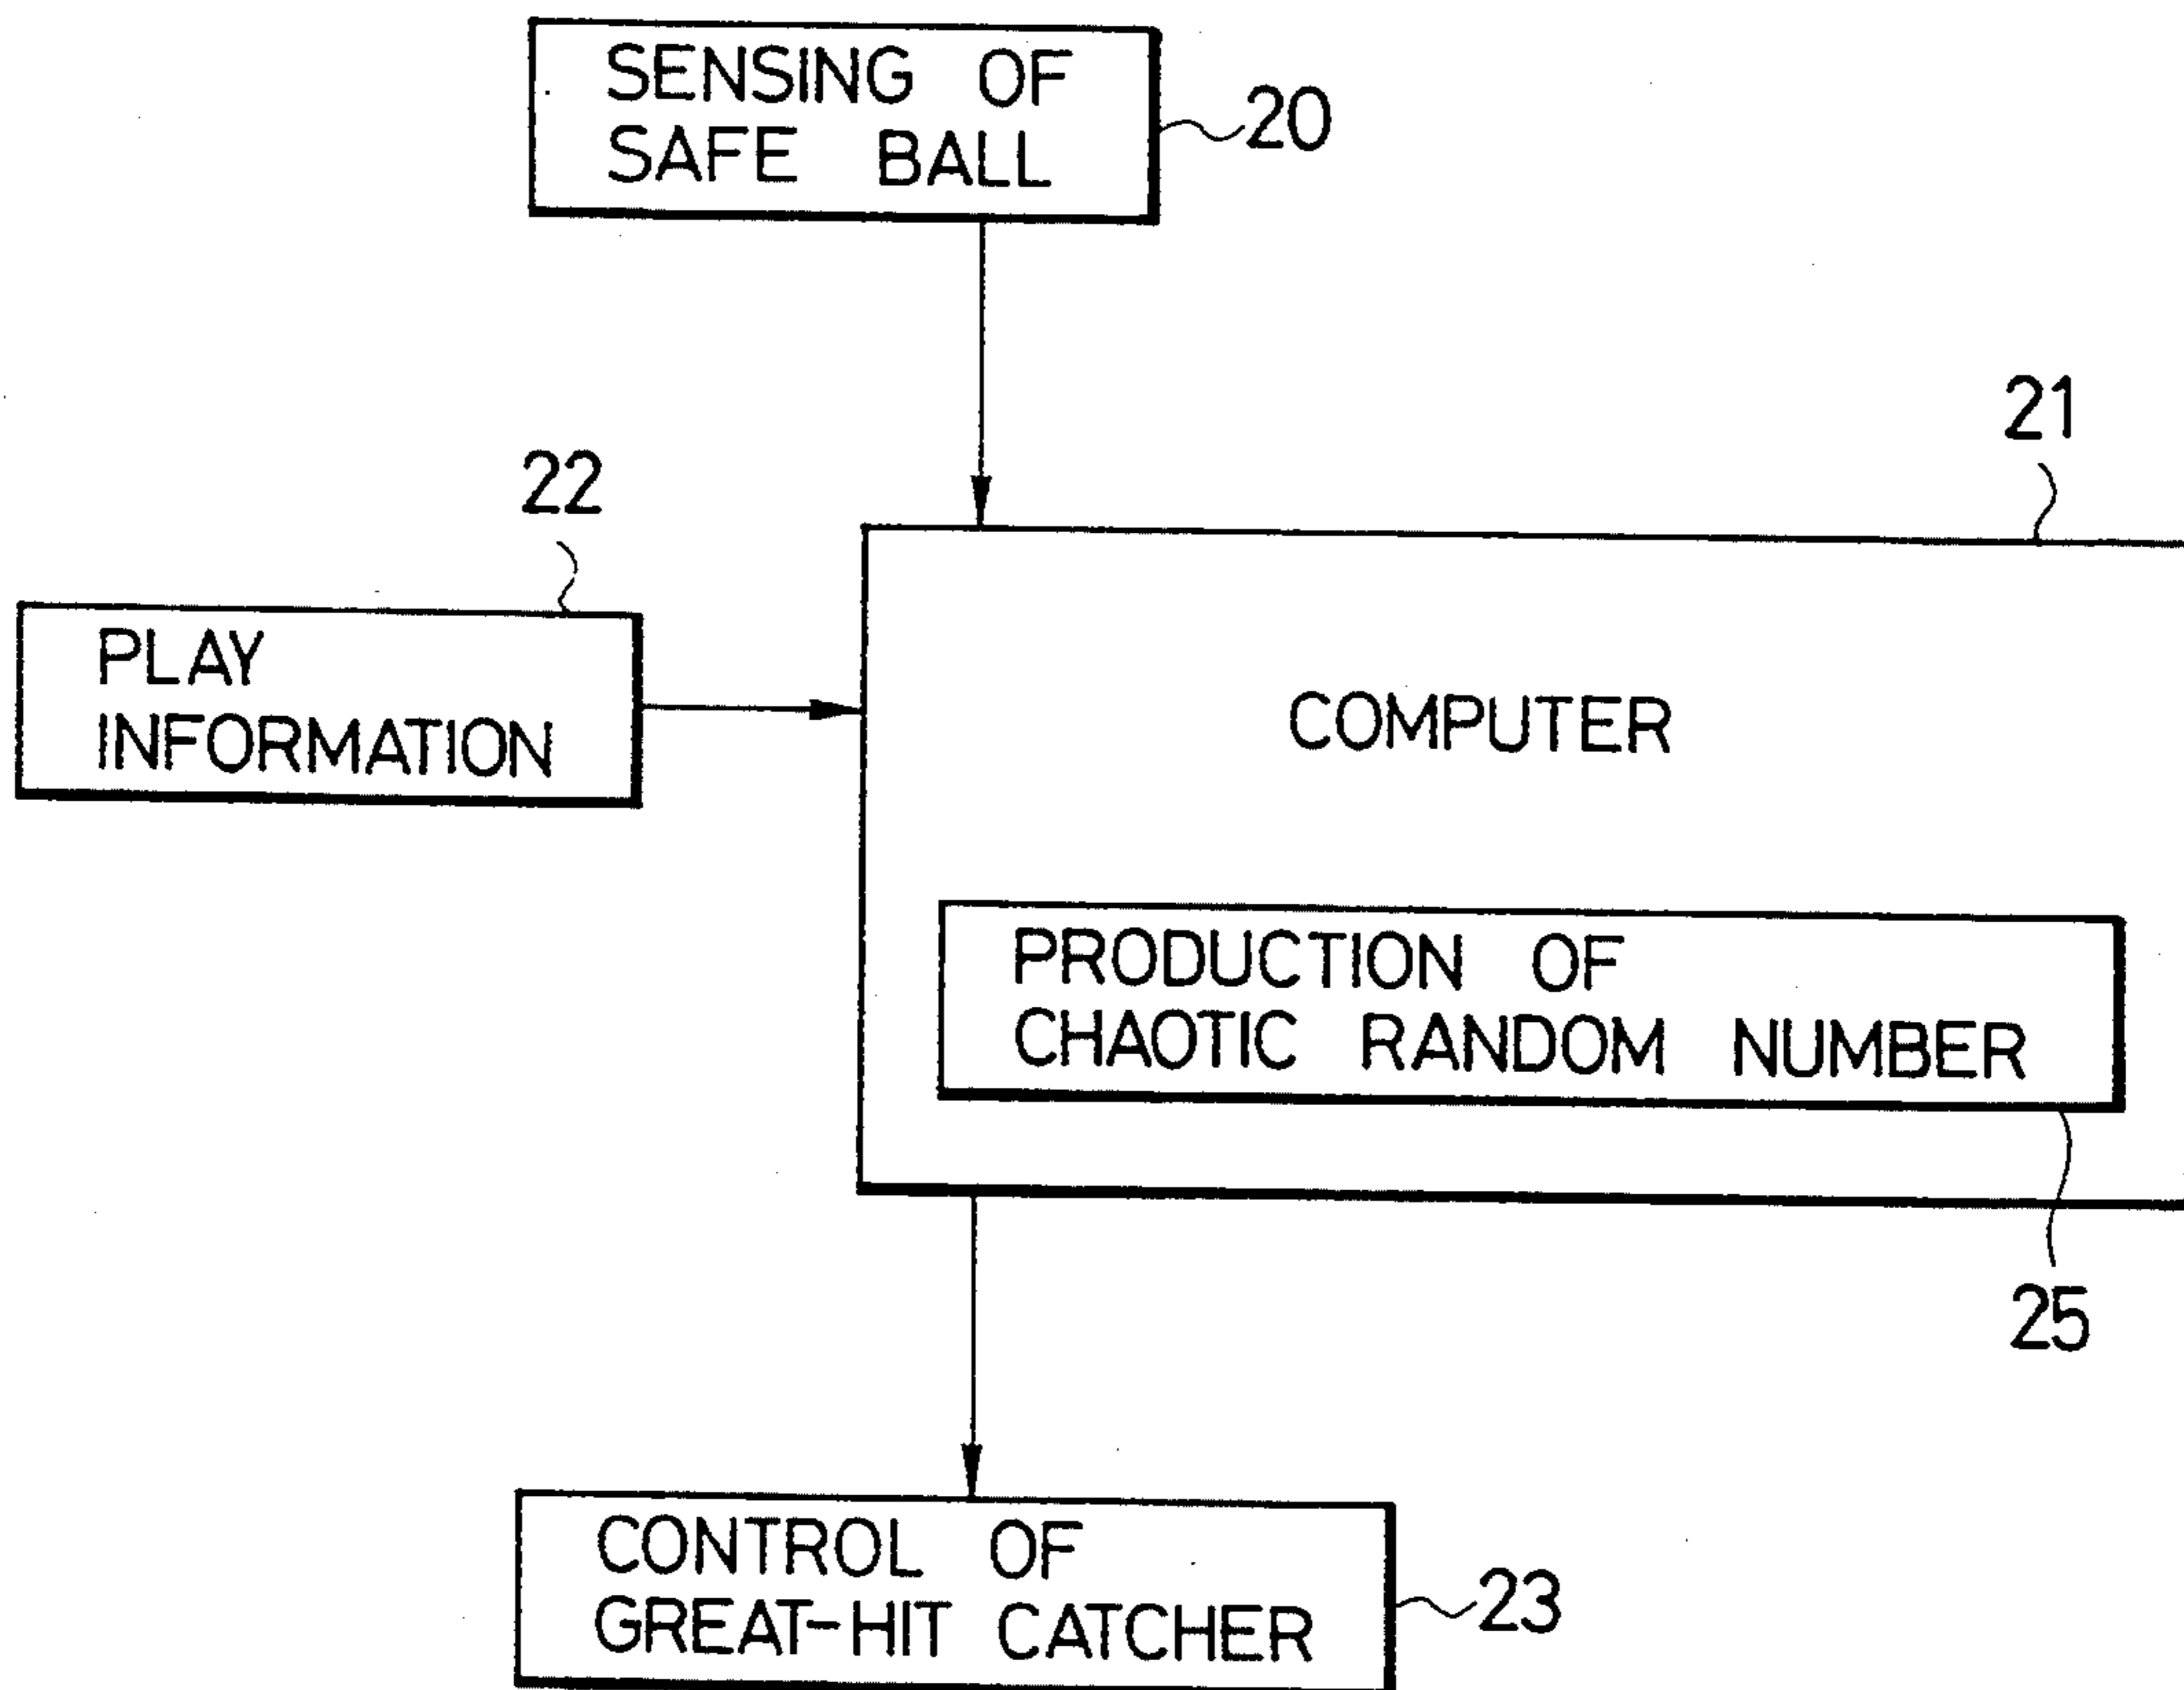 SENSING OF
SAFE BALL
20
21
22
PLAY
INFORMATION
COMPUTER
PRODUCTION OF
CHAOTIC RANDOM NUMBER
25
CONTROL OF
GREAT-HIT CATCHER
23